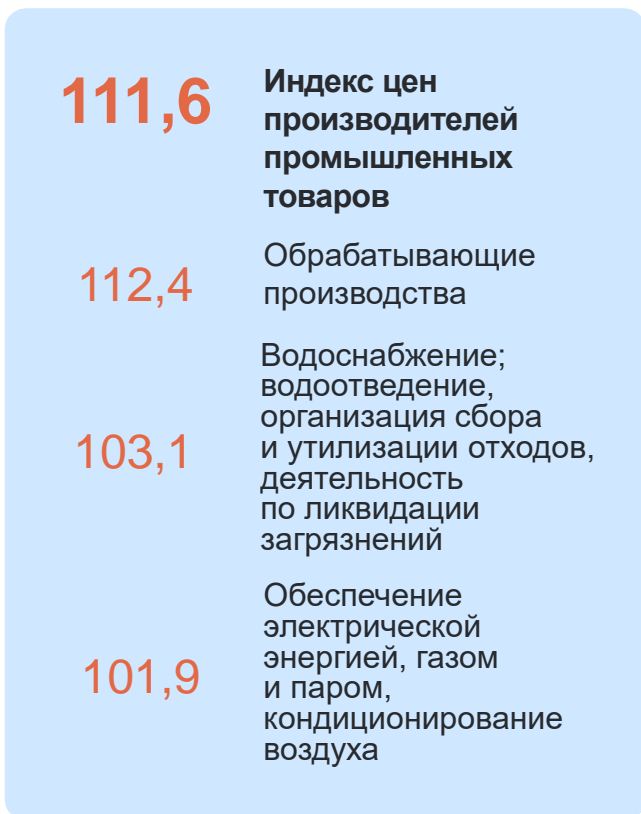 111,6
Индекс цен
производителей
промышленных
товаров
112,4
Обрабатывающие
производства
103,1
Водоснабжение;
водоотведение,
организация сбора
и утилизации отходов,
деятельность
по ликвидации
загрязнений
101,9
Обеспечение
электрической
энергией, газом
и паром,
кондиционирование
воздуха